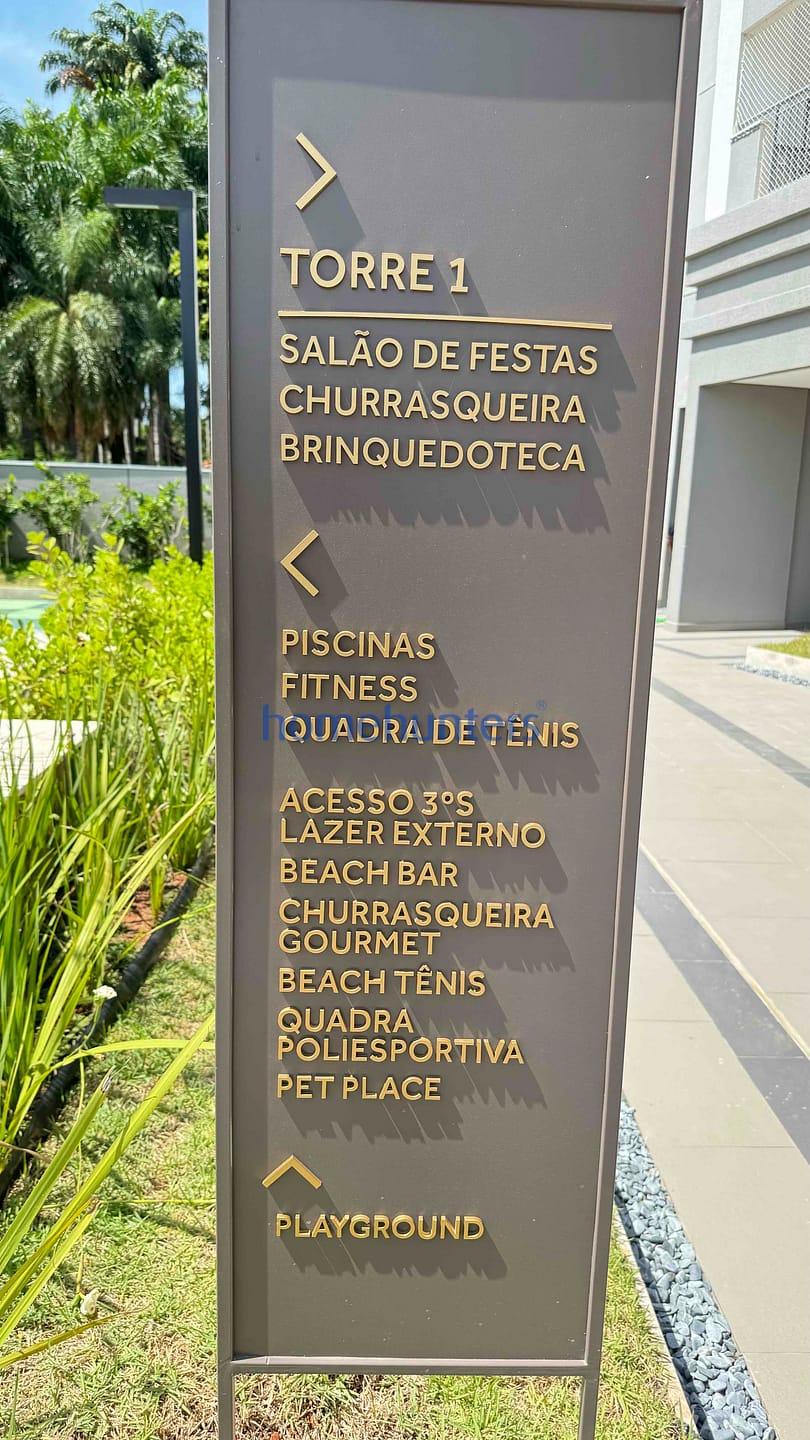 TORRE 1
SALÃO DE FESTAS
CHURRASQUEIRA
BRINQUEDOTECA
PISCINAS
FITNESS
QUADRA DE TÊNIS
homehunters®
ACESSO 3ºS
LAZER EXTERNO
BEACH BAR
CHURRASQUEIRA
GOURMET
BEACH TÊNIS
QUADRA
POLIESPORTIVA
PET PLACE
PLAYGROUND